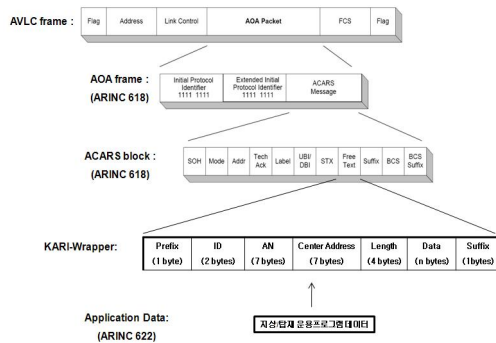 AVLC frame :
Flag
Address
Link Control
AOA Packet
FCS
Flag
AOA frame :
(ARINC 618)
Initial Protocol
Identifier
1111 1111
Extended Initial
Protocol Identifier
1111 1111
ACARS
Message
ACARS block :
(ARINC 618)
SOH
Mode
Addr
Tech
Ack
Label
UBI/
DBI
STX
Free
Text
Suffix
BCS
BCS
Suffix
KARI-Wrapper:
Prefix
(1 byte)
ID
(2 bytes)
AN
(7 bytes)
Center Address
(7 bytes)
Length
(4 bytes)
Data
(n bytes)
Suffix
(1bytes)
Application Data:
(ARINC 622)
지상/탑재 운용프로그램 데이터